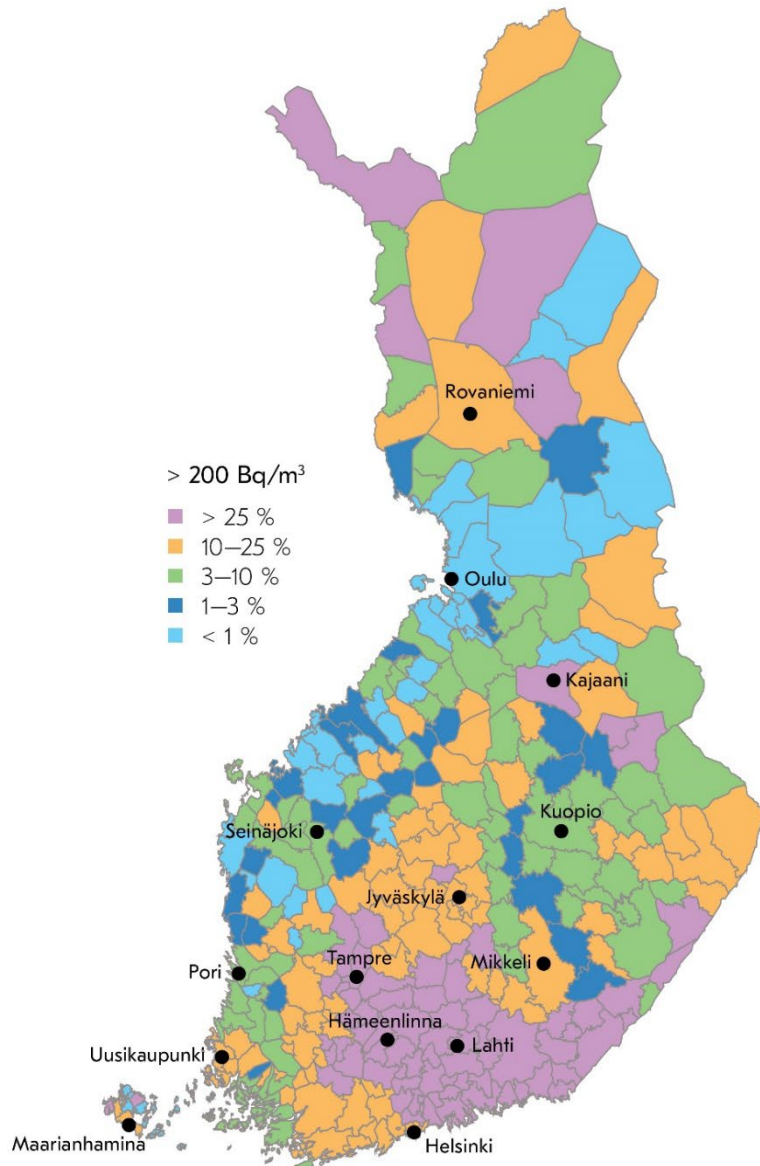 Rovaniemi
> 200 Bq/m³
> 25 %
10–25 %
3–10 %
1–3 %
< 1 %
Oulu
Kajaani
Kuopio
Seinäjoki
Jyväskylä
Tampre
Mikkeli
Pori
Hämeenlinna
Lahti
Uusikaupunki
Maarianhamina
Helsinki